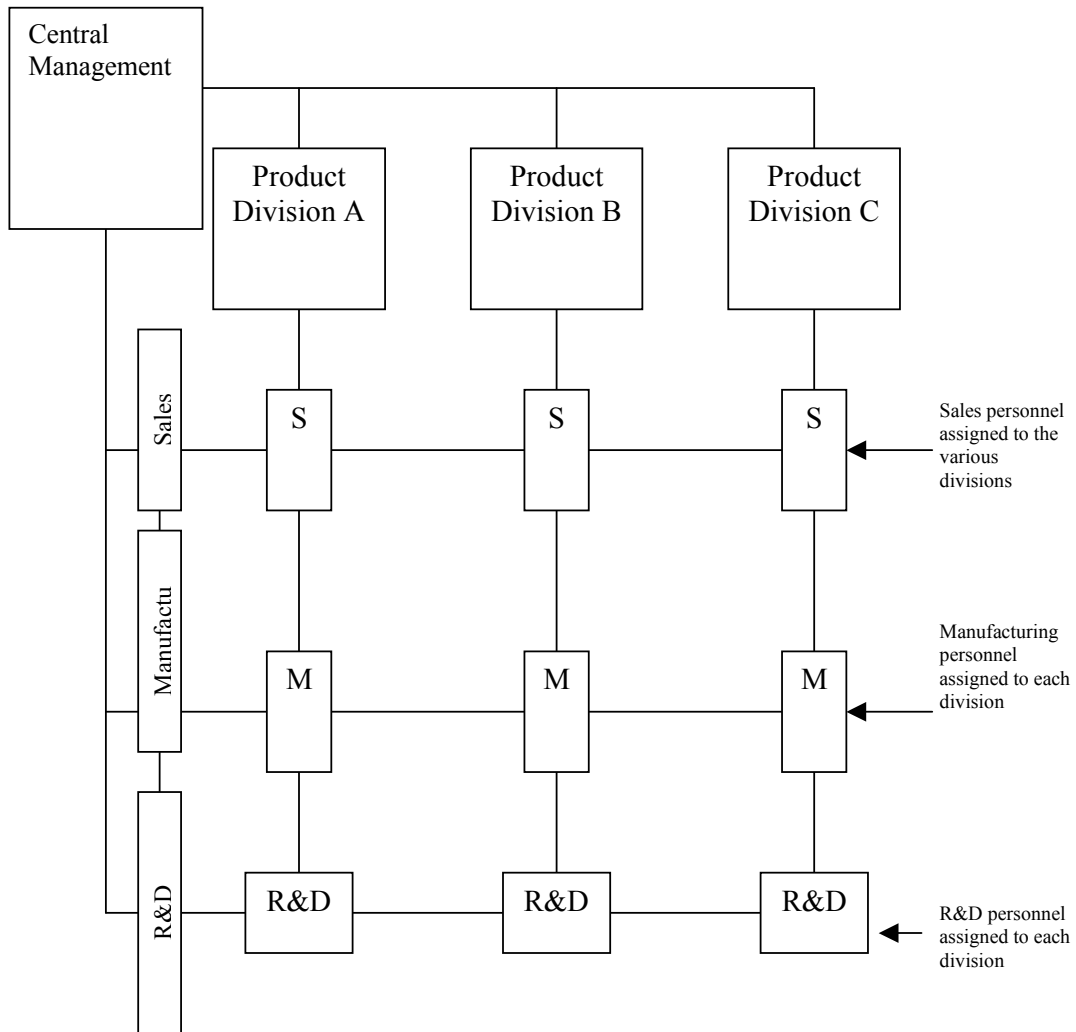 Central
Management
Product
Division A
Product
Division B
Product
Division C
Sales
S
S
S
Sales personnel
assigned to the
various
divisions
Manufactu
M
M
M
Manufacturing
personnel
assigned to each
division
R&D
R&D
R&D
R&D
R&D personnel
assigned to each
division